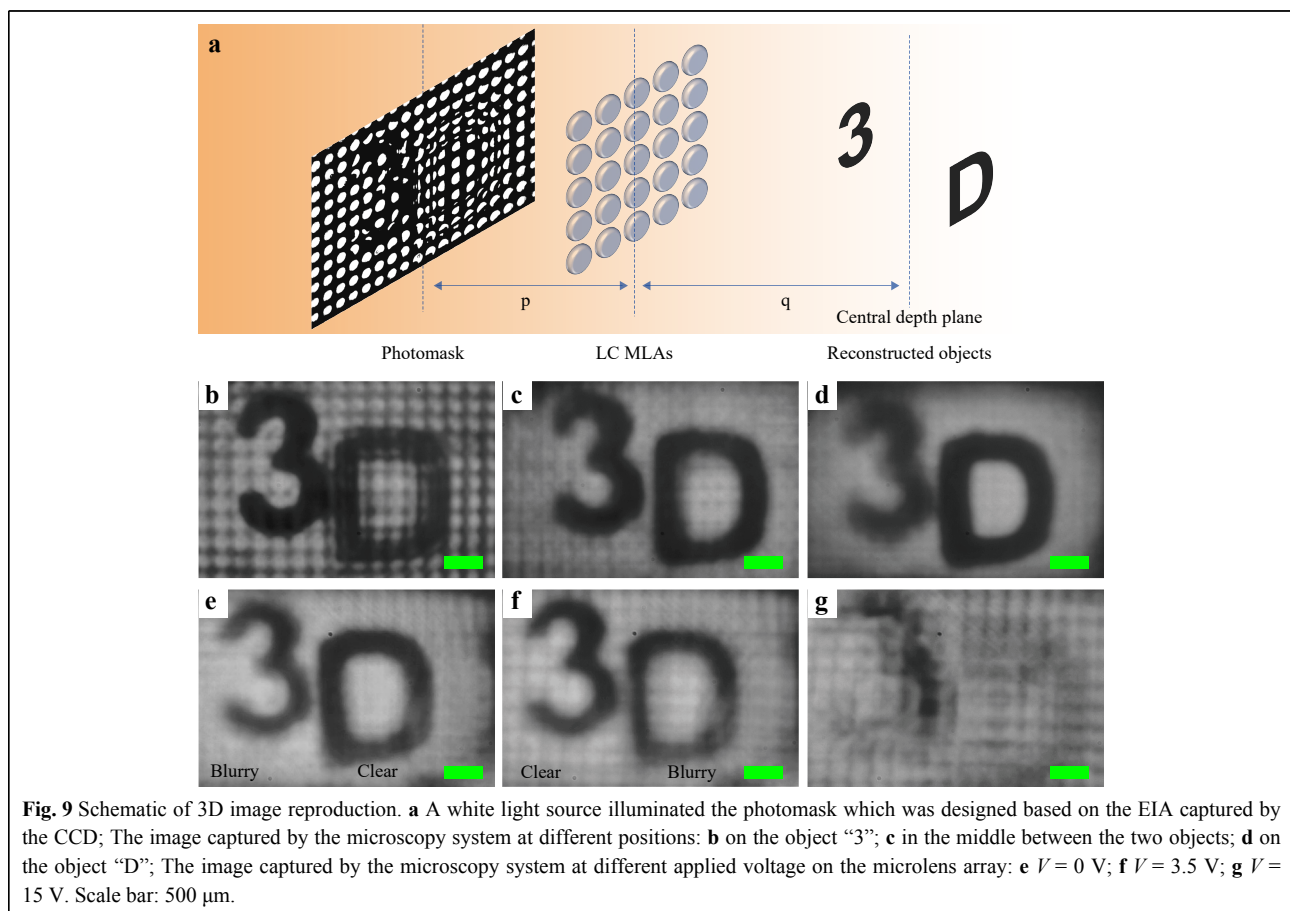 a
p
q
Central depth plane
Photomask
LC MLAs
Reconstructed objects
3
D
b
c
d
3D
3D
3D
e
f
g
3D
3D
Blurry
Clear
Clear
Blurry
Fig. 9 Schematic of 3D image reproduction. a A white light source illuminated the photomask which was designed based on the EIA captured by
the CCD; The image captured by the microscopy system at different positions: b on the object “3”; c in the middle between the two objects; d on
the object “D”; The image captured by the microscopy system at different applied voltage on the microlens array: e V = 0 V; f V = 3.5 V; g V =
15 V. Scale bar: 500 μm.